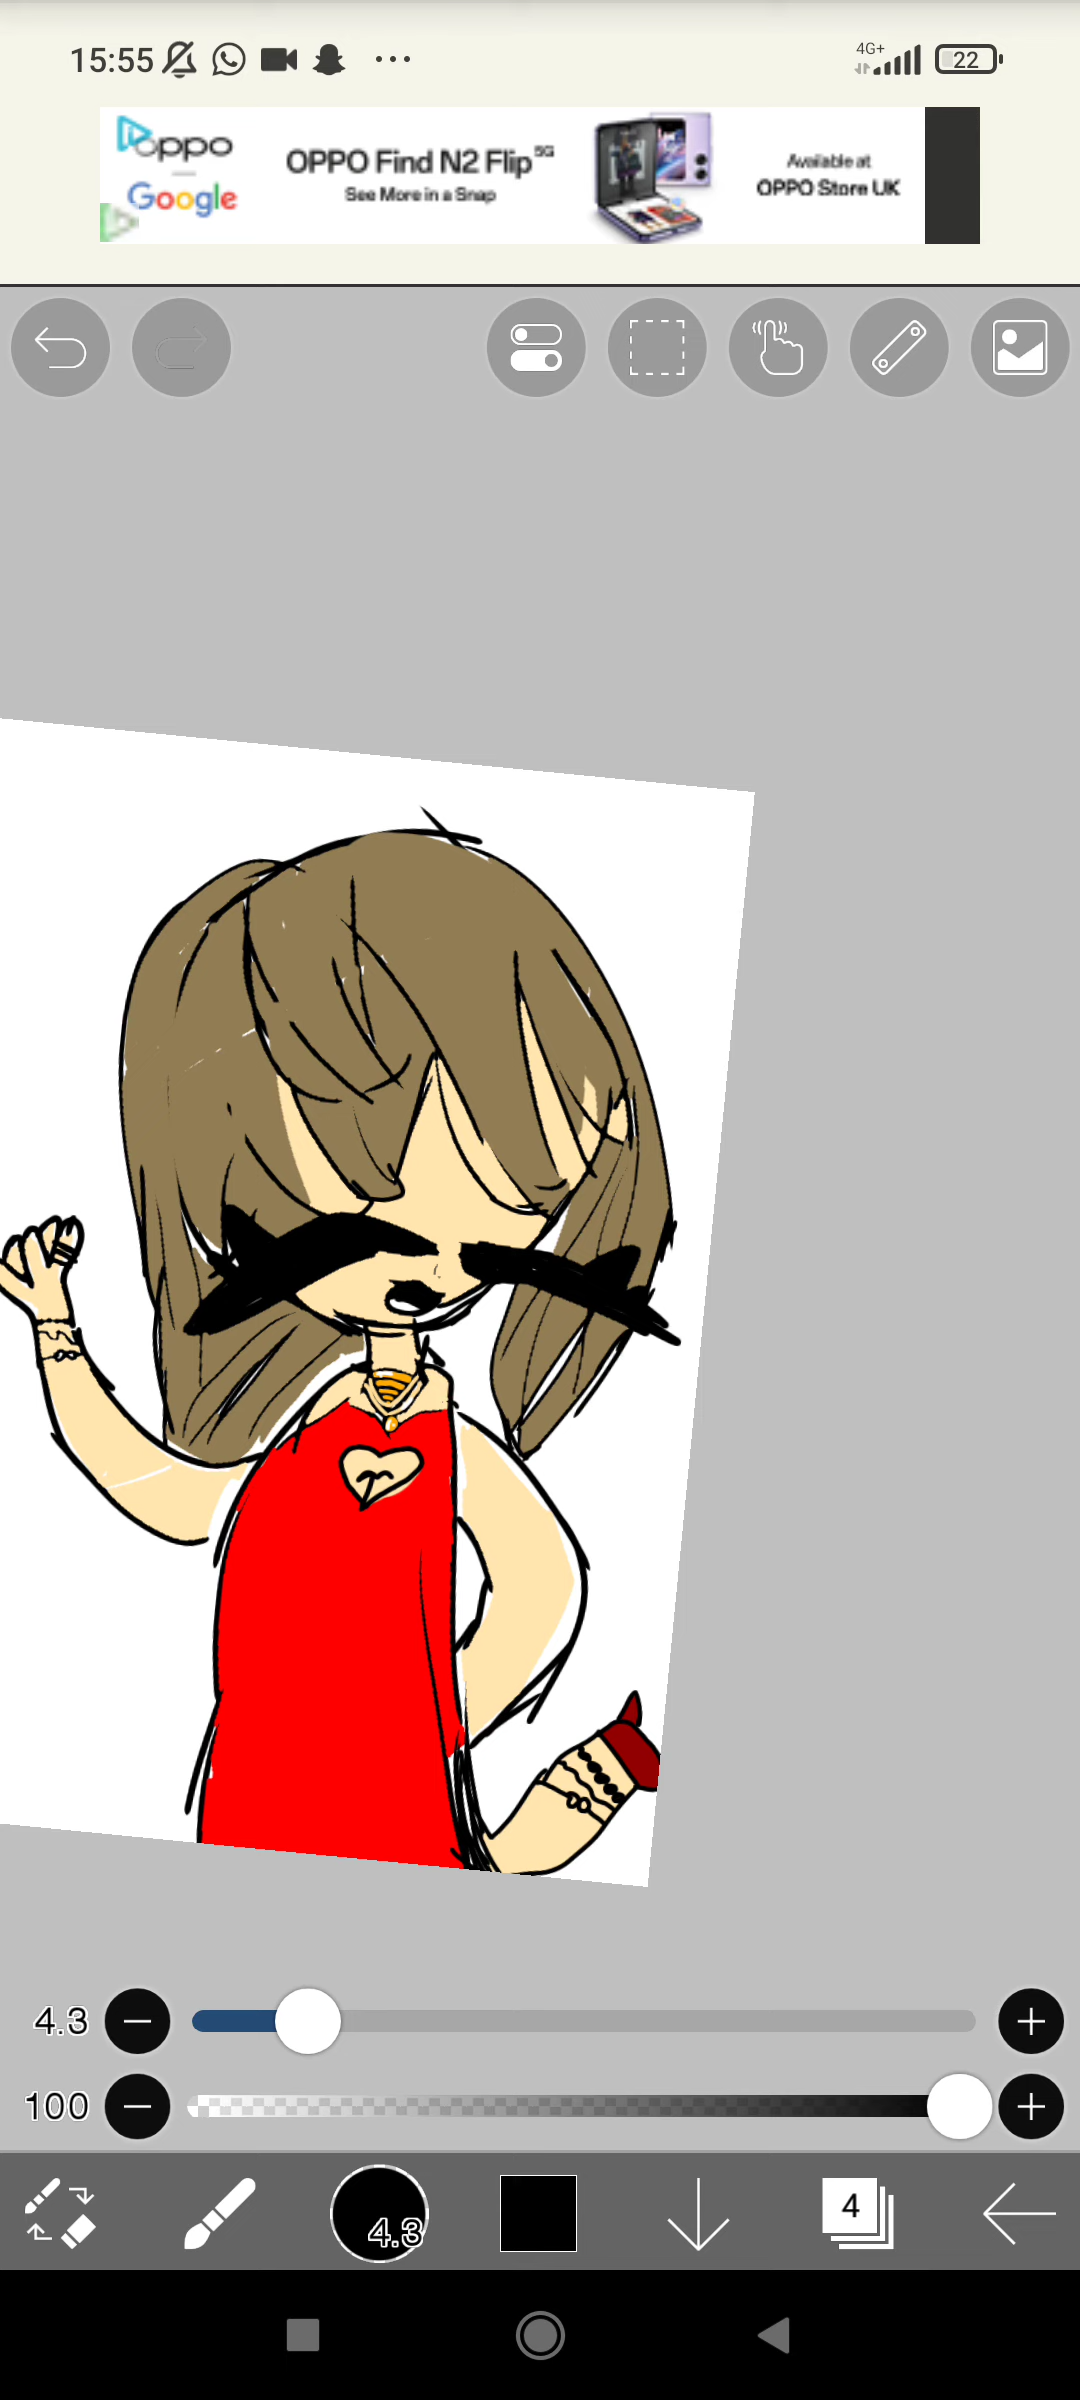 15:55
4G+
22
oppo
Google
OPPO Find N2 Flip 5G
See More in a Snap
Available at
OPPO Store UK
4.3
100
4.3
4